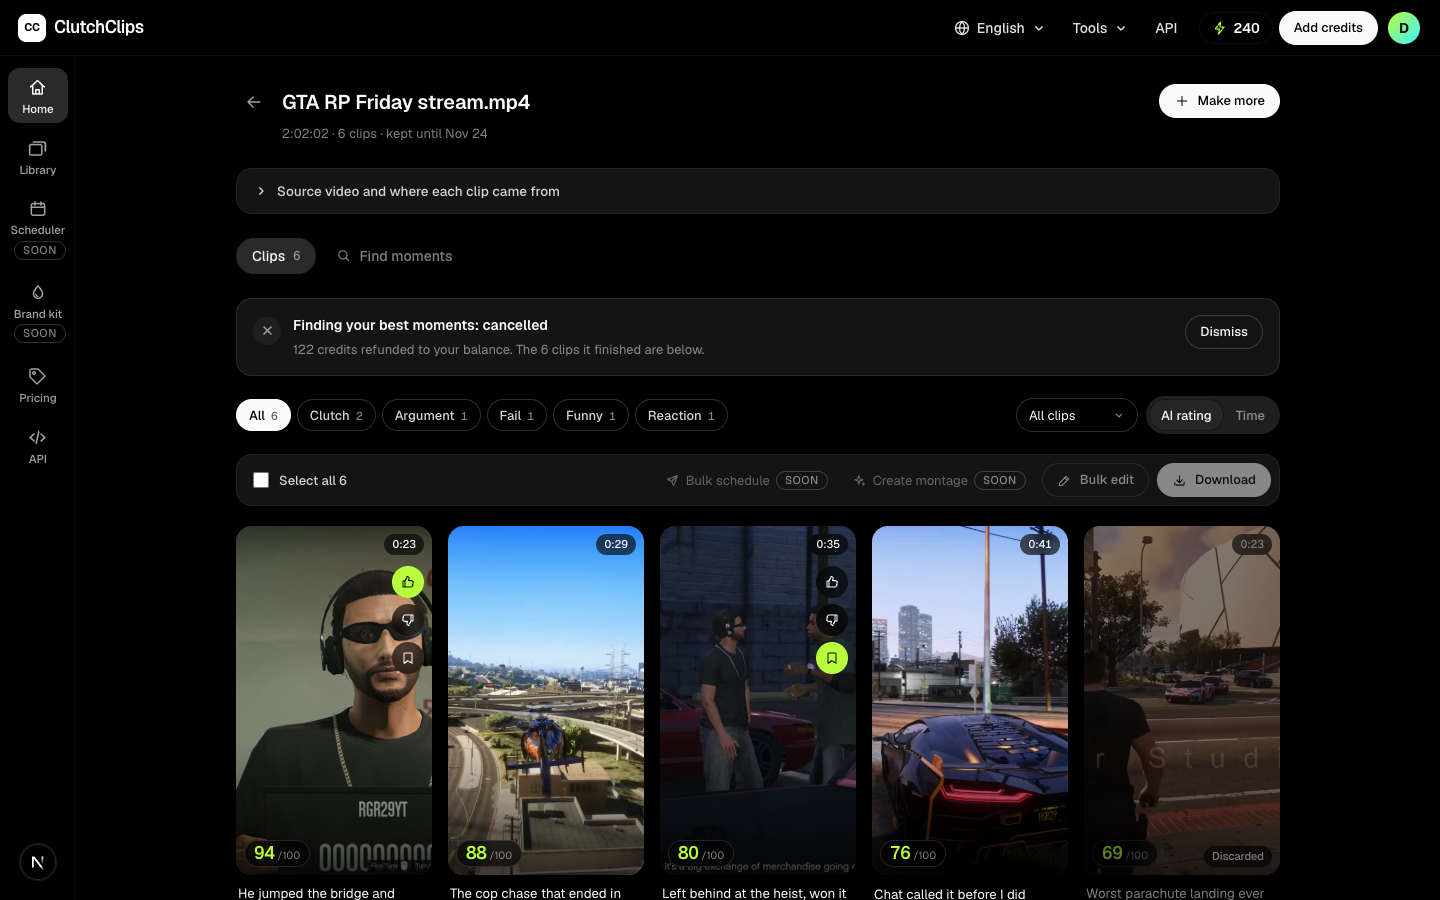 CC ClutchClips
English
Tools
API
240
Add credits
D
Home
Library
Scheduler
SOON
Brand kit
SOON
Pricing
API
N
GTA RP Friday stream.mp4
Make more
2:02:02 · 6 clips · kept until Nov 24
Source video and where each clip came from
Clips 6
Find moments
Finding your best moments: cancelled
122 credits refunded to your balance. The 6 clips it finished are below.
Dismiss
All 6
Clutch 2
Argument 1
Fail 1
Funny 1
Reaction 1
All clips
AI rating
Time
Select all 6
Bulk schedule SOON
Create montage SOON
Bulk edit
Download
0:23
RGR29YT
94 /100
He jumped the bridge and
0:29
88 /100
The cop chase that ended in
0:35
it's a big exchange of merchandise going
80 /100
Left behind at the heist, won it
0:41
76 /100
Chat called it before I did
0:23
r Stud
69 /100
Discarded
Worst parachute landing ever